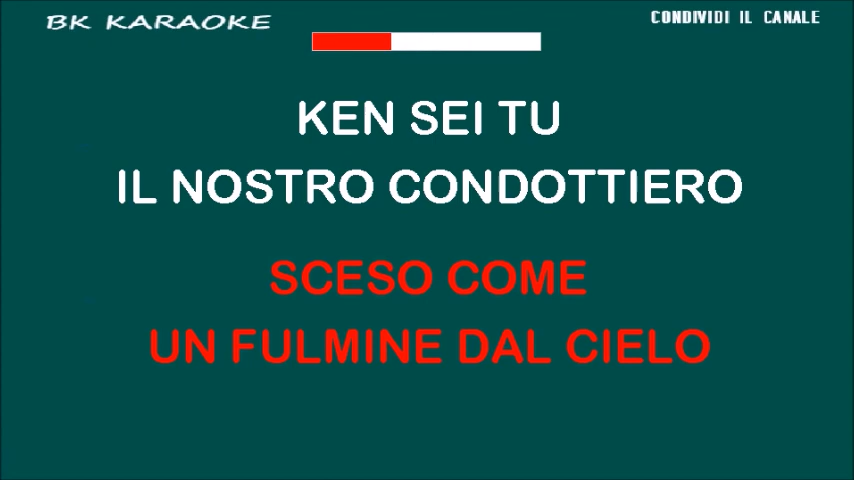 BK KARAOKE
CONDIVIDI IL CANALE
KEN SEI TU
IL NOSTRO CONDOTTIERO
SCESO COME
UN FULMINE DAL CIELO